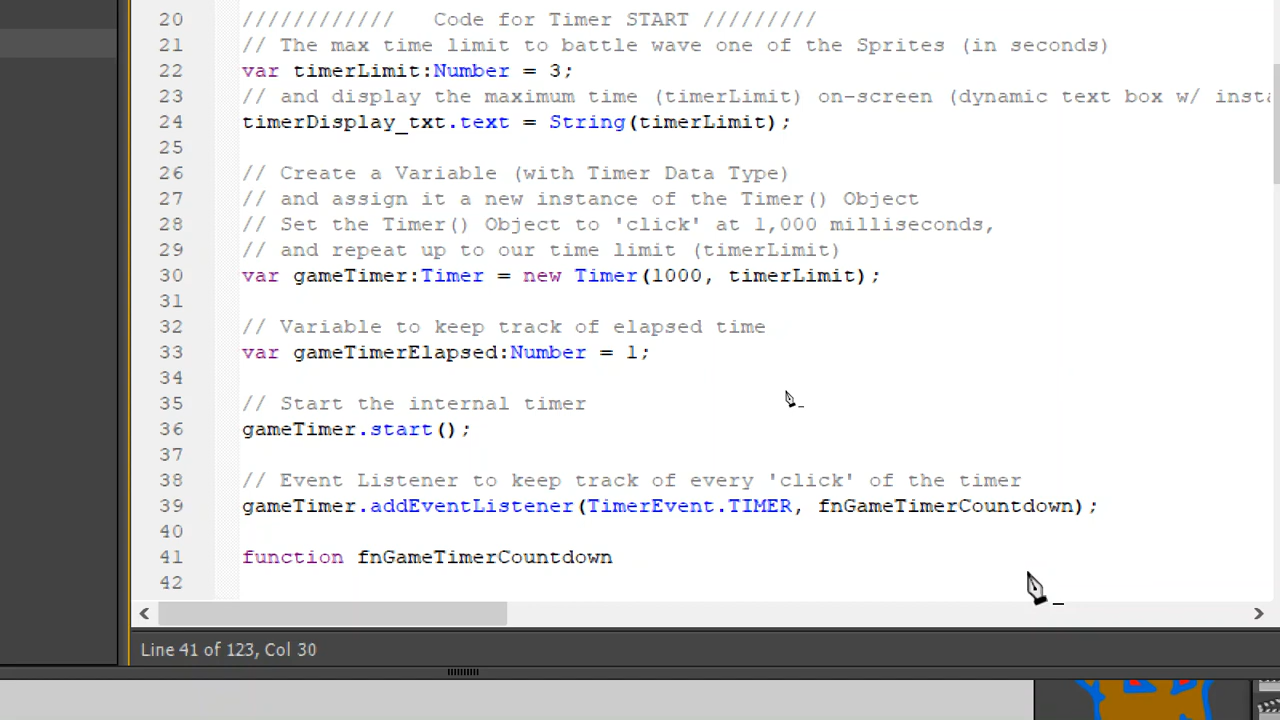 20 //////////// Code for Timer START /////////
21 // The max time limit to battle wave one of the Sprites (in seconds)
22 var timerLimit:Number = 3;
23 // and display the maximum time (timerLimit) on-screen (dynamic text box w/ insta
24 timerDisplay_txt.text = String(timerLimit);
25
26 // Create a Variable (with Timer Data Type)
27 // and assign it a new instance of the Timer() Object
28 // Set the Timer() Object to 'click' at 1,000 milliseconds,
29 // and repeat up to our time limit (timerLimit)
30 var gameTimer:Timer = new Timer(1000, timerLimit);
31
32 // Variable to keep track of elapsed time
33 var gameTimerElapsed:Number = 1;
34
35 // Start the internal timer
36 gameTimer.start();
37
38 // Event Listener to keep track of every 'click' of the timer
39 gameTimer.addEventListener(TimerEvent.TIMER, fnGameTimerCountdown);
40
41 function fnGameTimerCountdown
42
Line 41 of 123, Col 30